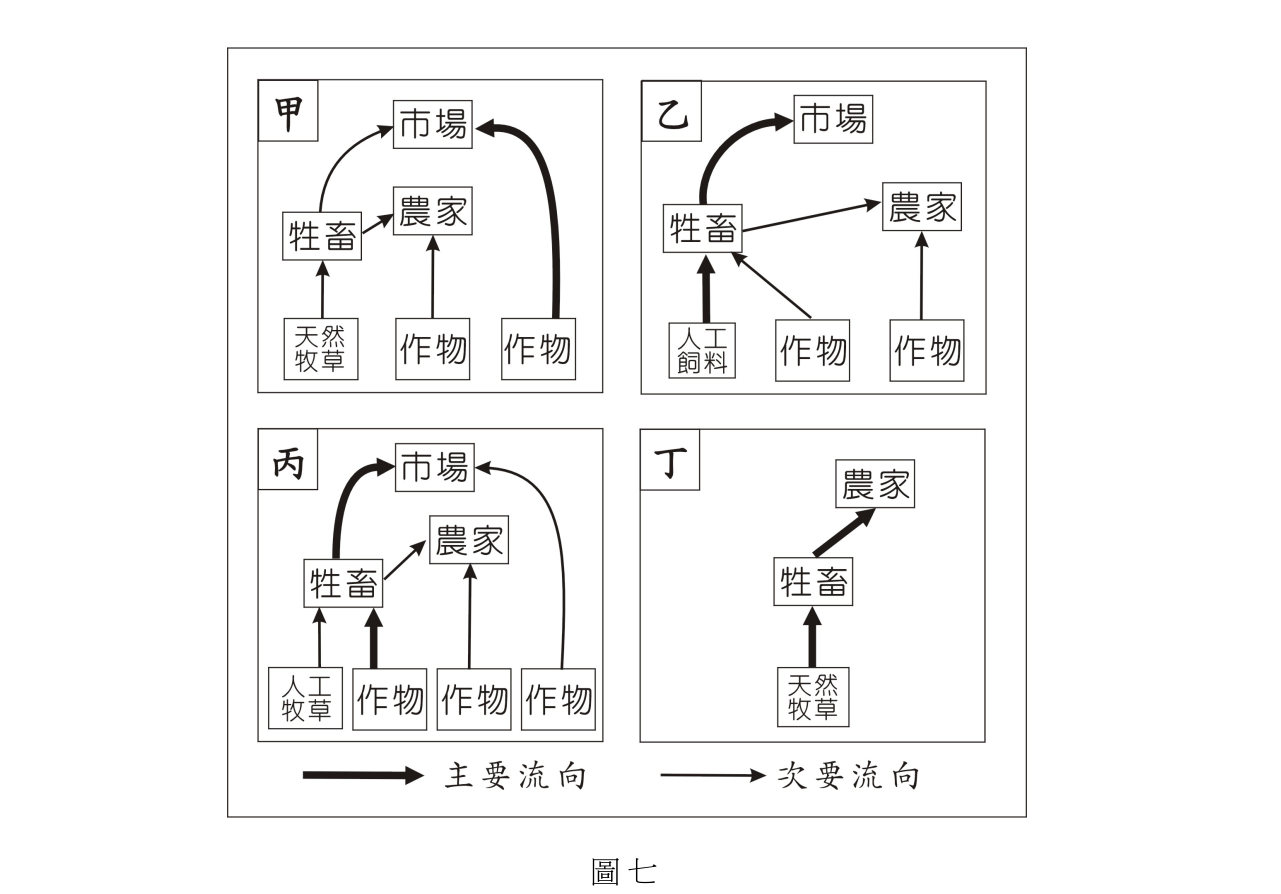 甲
市場
農家
牲畜
天然
牧草
作物
作物
乙
市場
農家
牲畜
人工
飼料
作物
作物
丙
市場
農家
牲畜
人工
牧草
作物
作物
作物
丁
農家
牲畜
天然
牧草
主要流向
次要流向
圖七